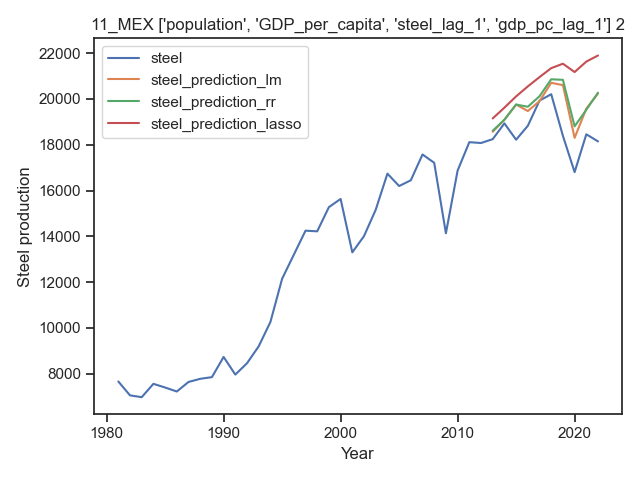 11_MEX ['population', 'GDP_per_capita', 'steel_lag_1', 'gdp_pc_lag_1'] 2
steel
steel_prediction_lm
steel_prediction_rr
steel_prediction_lasso
22000
20000
18000
16000
14000
12000
10000
8000
Steel production
1980
1990
2000
2010
2020
Year